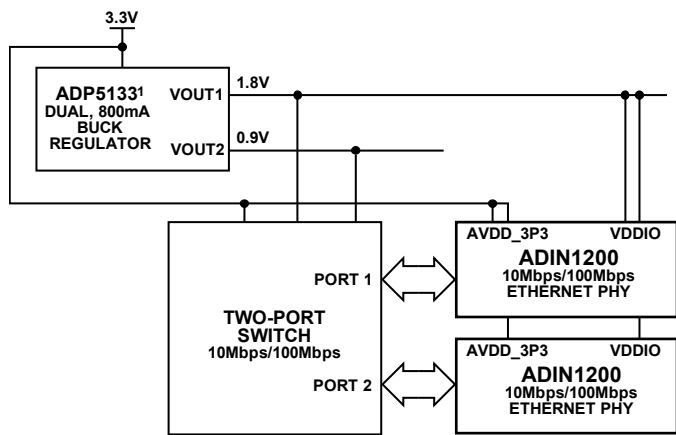 3.3V
ADP5133¹
DUAL, 800mA
BUCK
REGULATOR
VOUT1
VOUT2
1.8V
0.9V
TWO-PORT
SWITCH
10Mbps/100Mbps
PORT 1
PORT 2
AVDD_3P3 VDDIO
ADIN1200
10Mbps/100Mbps
ETHERNET PHY
AVDD_3P3 VDDIO
ADIN1200
10Mbps/100Mbps
ETHERNET PHY